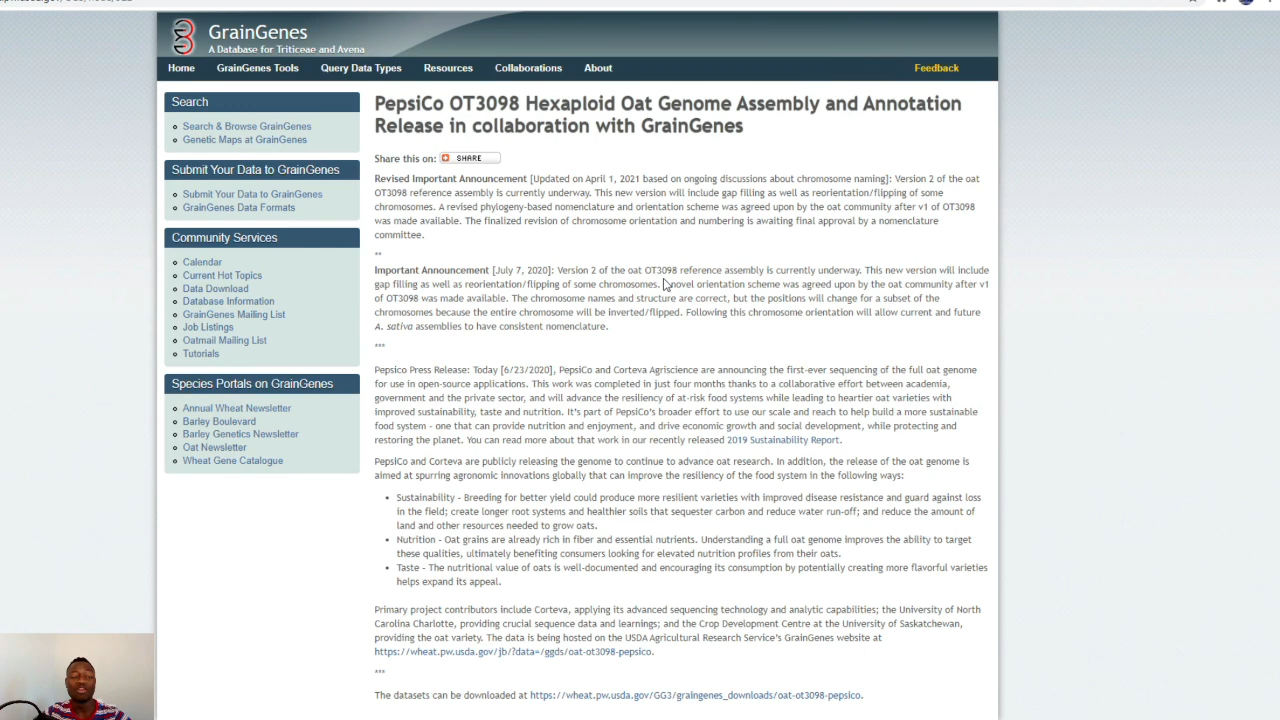 GrainGenes
A Database for Triticeae and Avena
Home GrainGenes Tools Query Data Types Resources Collaborations About Feedback
Search
Search & Browse GrainGenes
Genetic Maps at GrainGenes
Submit Your Data to GrainGenes
Submit Your Data to GrainGenes
GrainGenes Data Formats
Community Services
Calendar
Current Hot Topics
Data Download
Database Information
GrainGenes Mailing List
Job Listings
Oatmail Mailing List
Tutorials
Species Portals on GrainGenes
Annual Wheat Newsletter
Barley Boulevard
Barley Genetics Newsletter
Oat Newsletter
Wheat Gene Catalogue
PepsiCo OT3098 Hexaploid Oat Genome Assembly and Annotation
Release in collaboration with GrainGenes
Share this on: SHARE
Revised Important Announcement [Updated on April 1, 2021 based on ongoing discussions about chromosome naming]: Version 2 of the oat
OT3098 reference assembly is currently underway. This new version will include gap filling as well as reorientation/flipping of some
chromosomes. A revised phylogeny-based nomenclature and orientation scheme was agreed upon by the oat community after v1 of OT3098
was made available. The finalized revision of chromosome orientation and numbering is awaiting final approval by a nomenclature
committee.
**
Important Announcement [July 7, 2020]: Version 2 of the oat OT3098 reference assembly is currently underway. This new version will include
gap filling as well as reorientation/flipping of some chromosomes. novel orientation scheme was agreed upon by the oat community after v1
of OT3098 was made available. The chromosome names and structure are correct, but the positions will change for a subset of the
chromosomes because the entire chromosome will be inverted/flipped. Following this chromosome orientation will allow current and future
A. sativa assemblies to have consistent nomenclature.
***
Pepsico Press Release: Today [6/23/2020], PepsiCo and Corteva Agriscience are announcing the first-ever sequencing of the full oat genome
for use in open-source applications. This work was completed in just four months thanks to a collaborative effort between academia,
government and the private sector, and will advance the resiliency of at-risk food systems while leading to heartier oat varieties with
improved sustainability, taste and nutrition. It's part of PepsiCo's broader effort to use our scale and reach to help build a more sustainable
food system - one that can provide nutrition and enjoyment, and drive economic growth and social development, while protecting and
restoring the planet. You can read more about that work in our recently released 2019 Sustainability Report.
PepsiCo and Corteva are publicly releasing the genome to continue to advance oat research. In addition, the release of the oat genome is
aimed at spurring agronomic innovations globally that can improve the resiliency of the food system in the following ways:
Sustainability - Breeding for better yield could produce more resilient varieties with improved disease resistance and guard against loss
in the field; create longer root systems and healthier soils that sequester carbon and reduce water run-off; and reduce the amount of
land and other resources needed to grow oats.
Nutrition - Oat grains are already rich in fiber and essential nutrients. Understanding a full oat genome improves the ability to target
these qualities, ultimately benefiting consumers looking for elevated nutrition profiles from their oats.
Taste - The nutritional value of oats is well-documented and encouraging its consumption by potentially creating more flavorful varieties
helps expand its appeal.
Primary project contributors include Corteva, applying its advanced sequencing technology and analytic capabilities; the University of North
Carolina Charlotte, providing crucial sequence data and learnings; and the Crop Development Centre at the University of Saskatchewan,
providing the oat variety. The data is being hosted on the USDA Agricultural Research Service's GrainGenes website at
https://wheat.pw.usda.gov/jb/?data=/ggds/oat-ot3098-pepsico.
***
The datasets can be downloaded at https://wheat.pw.usda.gov/GG3/graingenes_downloads/oat-ot3098-pepsico.